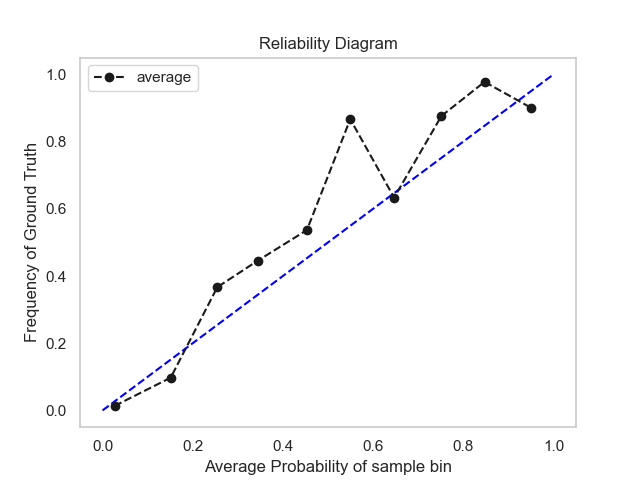 Reliability Diagram
average
Frequency of Ground Truth
1.0
0.8
0.6
0.4
0.2
0.0
0.0 0.2 0.4 0.6 0.8 1.0
Average Probability of sample bin